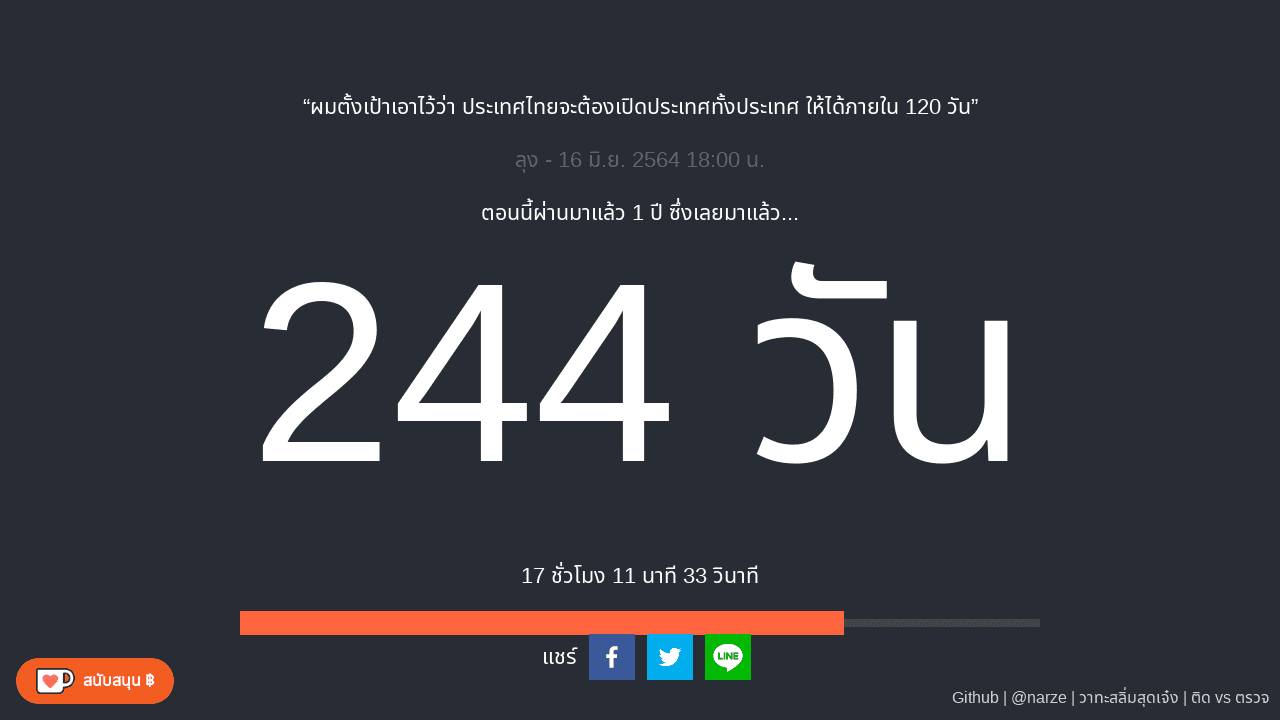 “ผมตั้งเป้าเอาไว้ว่า ประเทศไทยจะต้องเปิดประเทศทั้งประเทศ ให้ได้ภายใน 120 วัน”
ลุง - 16 มิ.ย. 2564 18:00 น.
ตอนนี้ผ่านมาแล้ว 1 ปี ซึ่งเลยมาแล้ว...
244 วัน
17 ชั่วโมง 11 นาที 33 วินาที
แชร์
LINE
สนับสนุน ฿
Github | @narze | วาทะสลิ่มสุดเจ๋ง | ติด vs ตรวจ